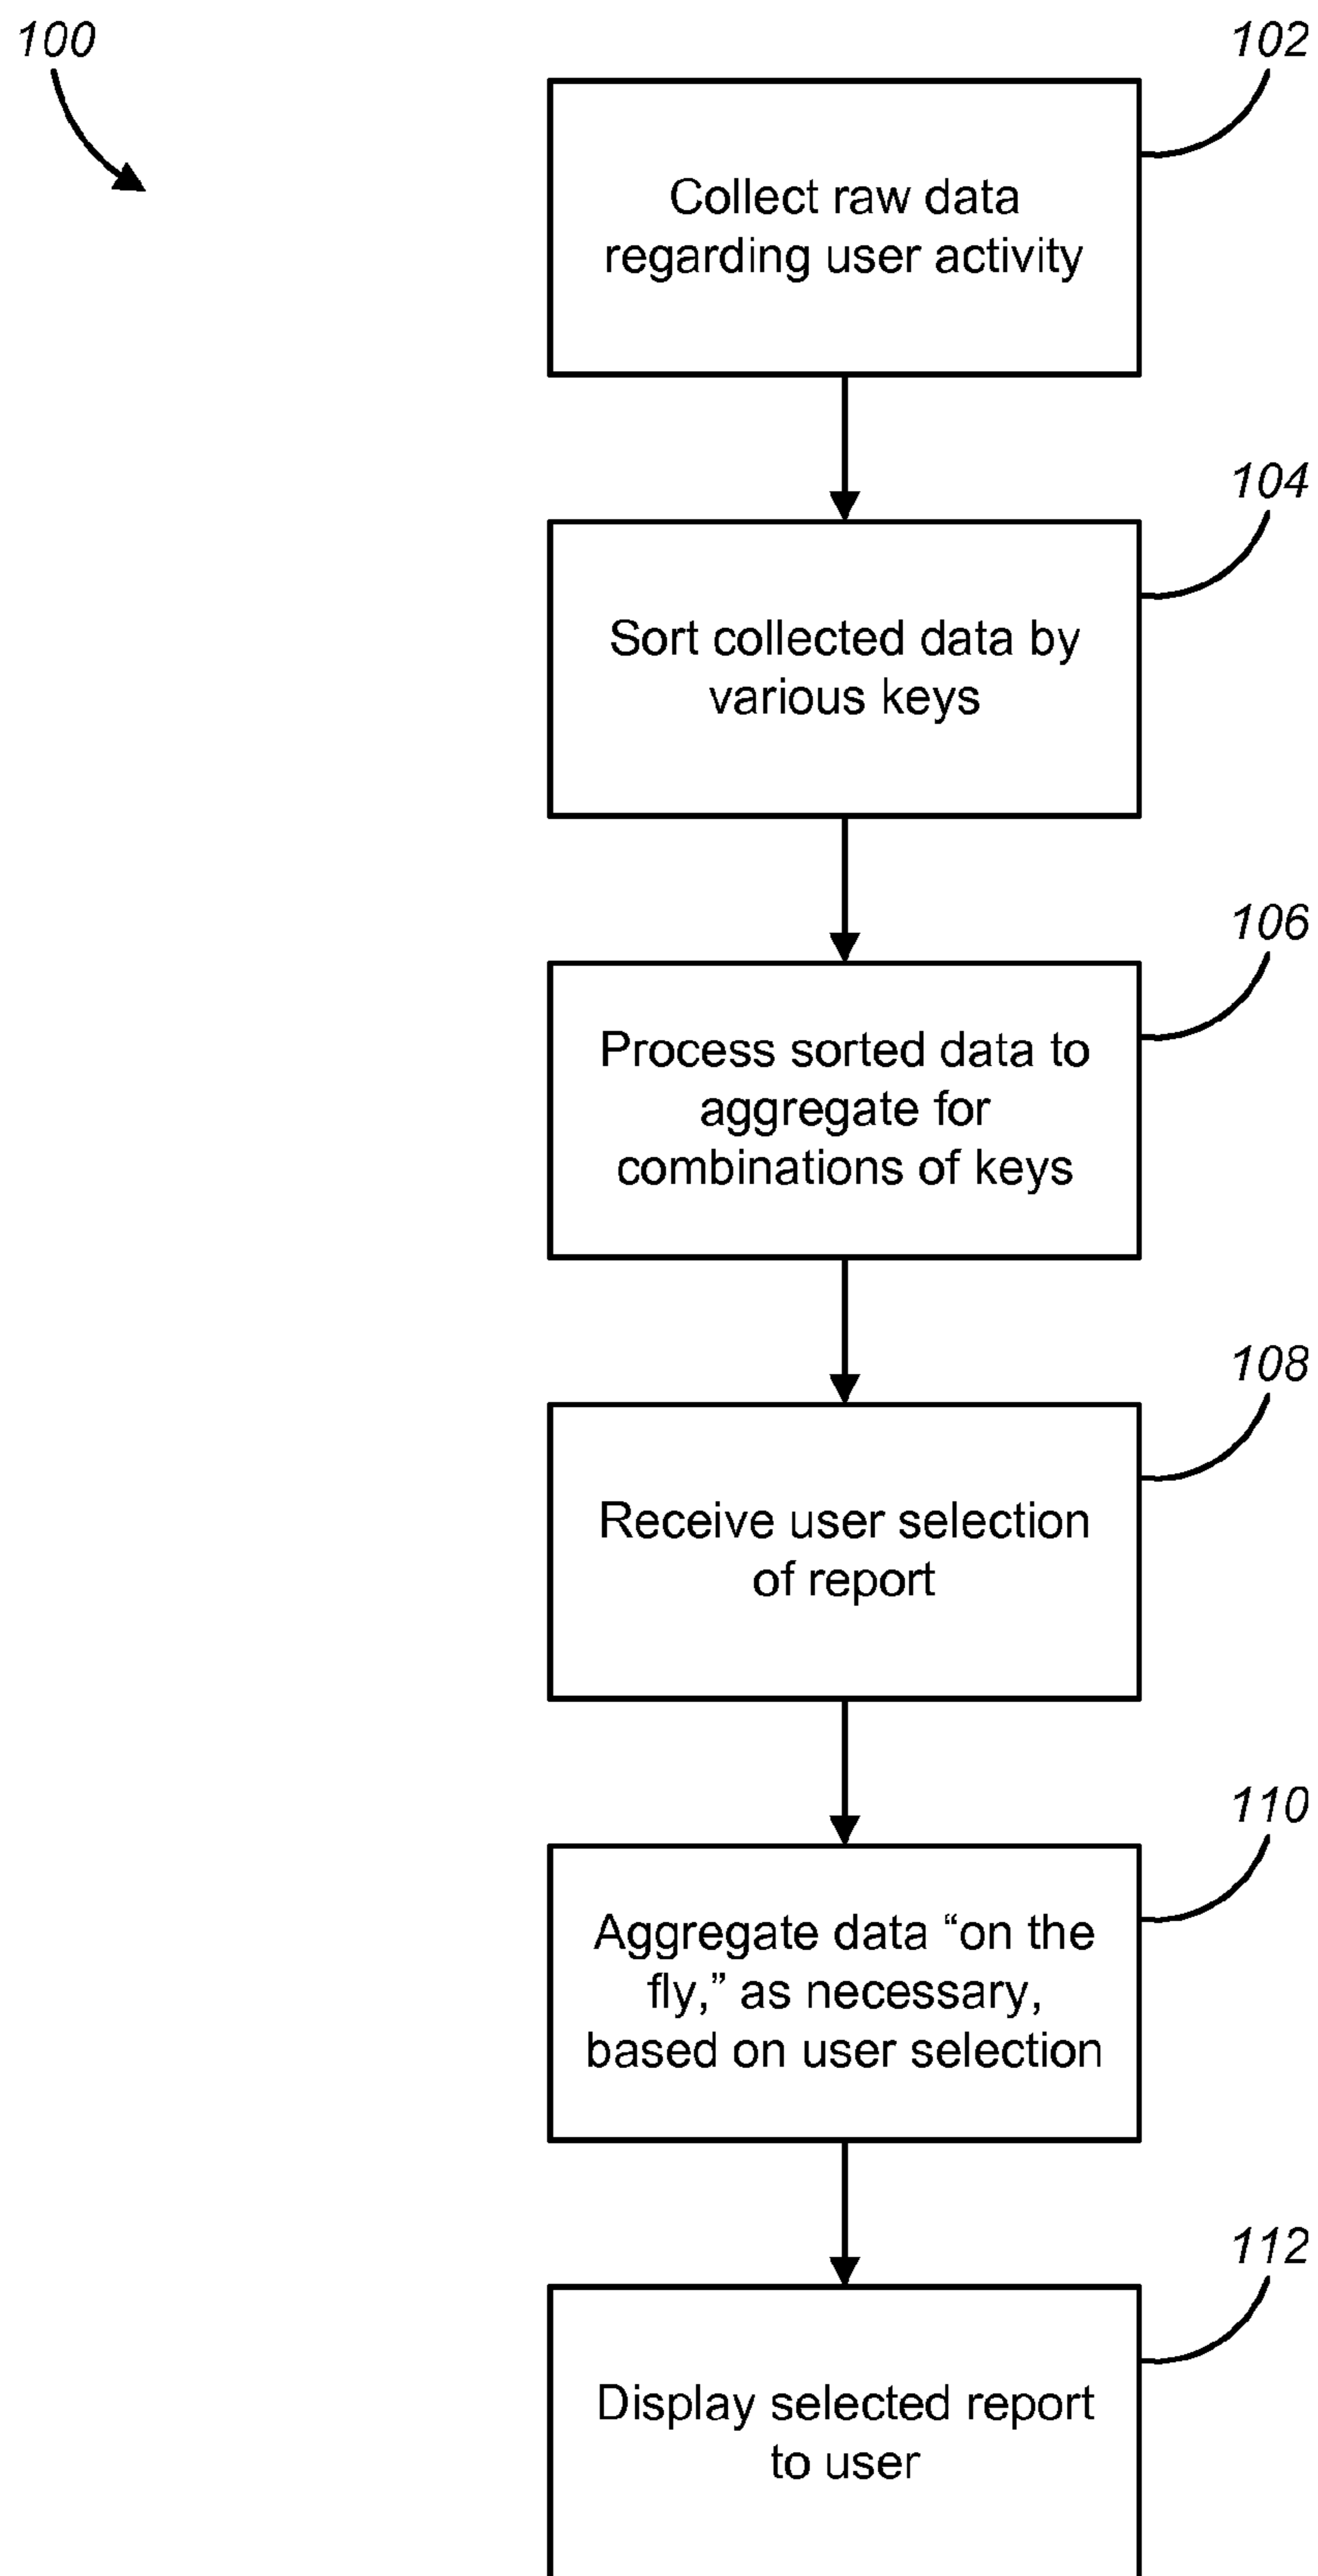 100
102
Collect raw data
regarding user activity
104
Sort collected data by
various keys
106
Process sorted data to
aggregate for
combinations of keys
108
Receive user selection
of report
110
Aggregate data “on the
fly,” as necessary,
based on user selection
112
Display selected report
to user